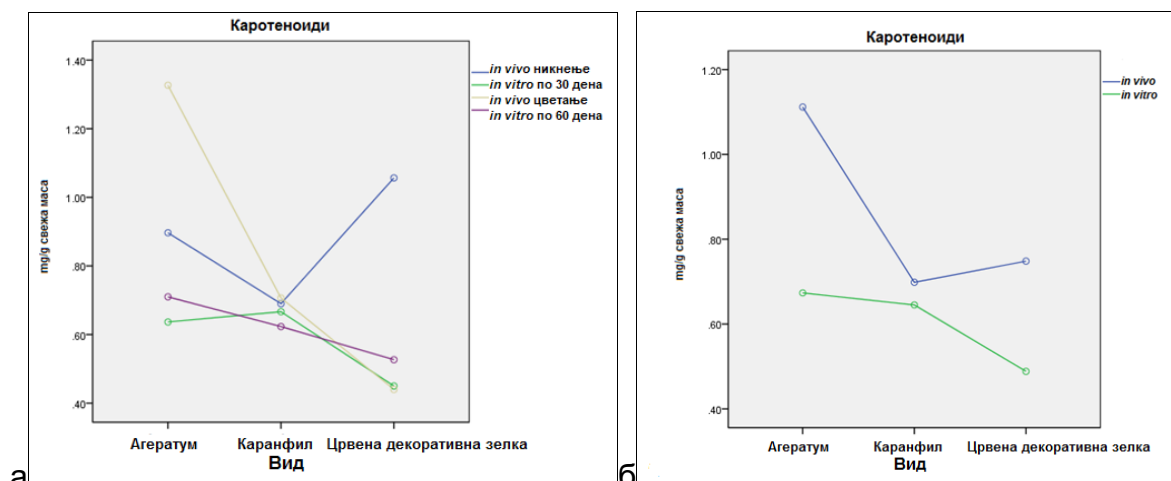 Каротеноиди
in vivo никнење
in vitro по 30 дена
in vivo цветање
in vitro по 60 дена
mg/g свежа маса
1.40
1.20
1.00
.80
.60
.40
Агератум Каранфил Црвена декоративна зелка
Вид
а
Каротеноиди
in vivo
in vitro
mg/g свежа маса
1.20
1.00
.80
.60
.40
Агератум Каранфил Црвена декоративна зелка
Вид
б